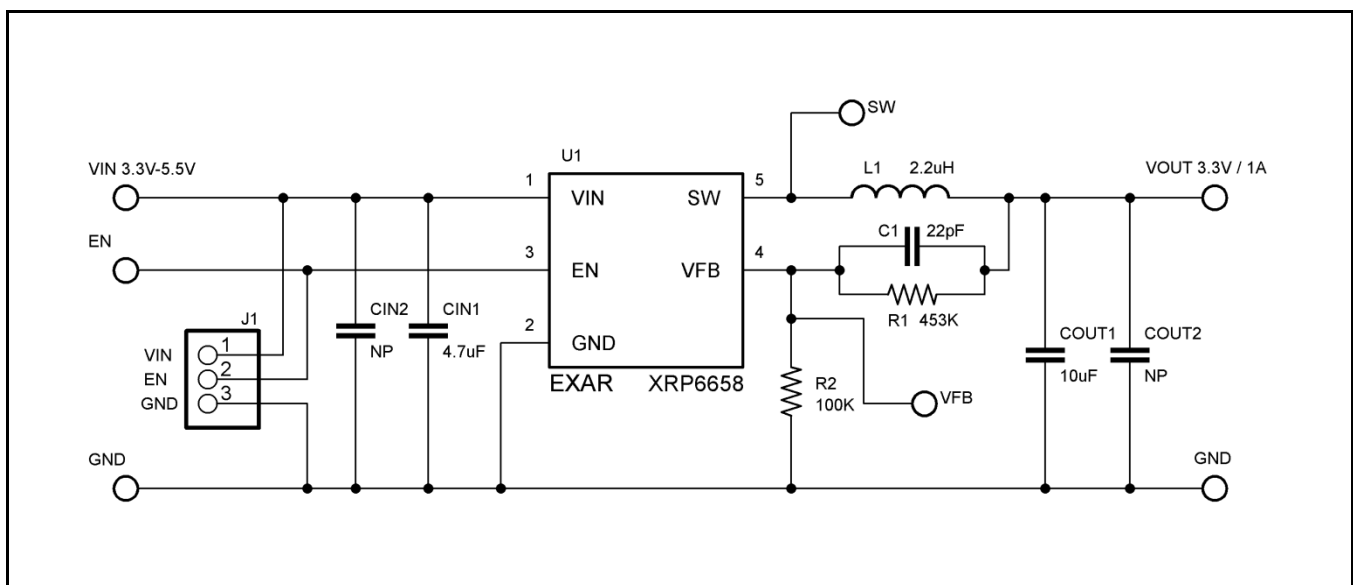 SW
U1
VIN 3.3V-5.5V
1
5
L1
2.2uH
VOUT 3.3V / 1A
VIN
SW
EN
C1
22pF
3
4
EN
VFB
CIN2
CIN1
J1
R1
453K
2
COUT1
COUT2
VIN
1
NP
4.7uF
GND
EN
2
10uF
NP
GND
3
EXAR
XRP6658
R2
100K
VFB
GND
GND